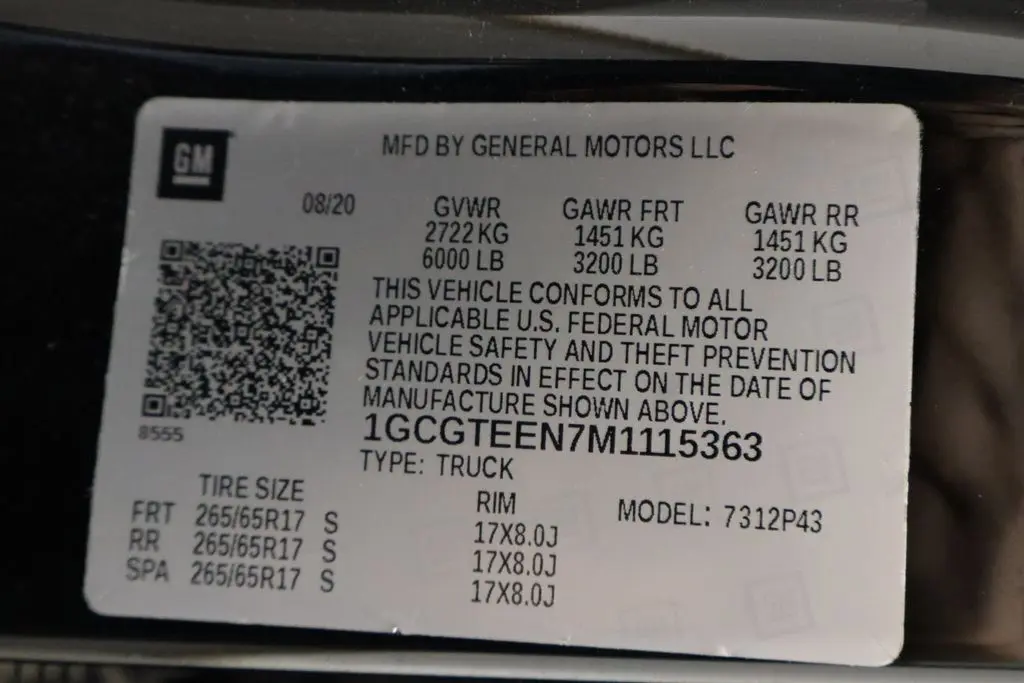 GM
MFD BY GENERAL MOTORS LLC
08/20
GVWR GAWR FRT GAWR RR
2722 KG 1451 KG 1451 KG
6000 LB 3200 LB 3200 LB
THIS VEHICLE CONFORMS TO ALL
APPLICABLE U.S. FEDERAL MOTOR
VEHICLE SAFETY AND THEFT PREVENTION
STANDARDS IN EFFECT ON THE DATE OF
MANUFACTURE SHOWN ABOVE.
8555
1GCGTEEN7M1115363
TYPE: TRUCK
TIRE SIZE RIM MODEL: 7312P43
FRT 265/65R17 S 17X8.0J
RR 265/65R17 S 17X8.0J
SPA 265/65R17 S 17X8.0J